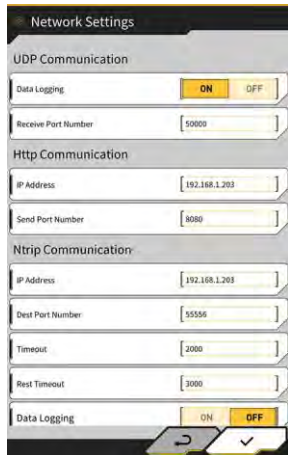 Network Settings
UDP Communication
Data Logging ON OFF
Receive Port Number 50000
Http Communication
IP Address 192.168.1.203
Send Port Number 8080
Ntrip Communication
IP Address 192.168.1.203
Dest Port Number 55556
Timeout 2000
Rest Timeout 3000
Data Logging ON OFF